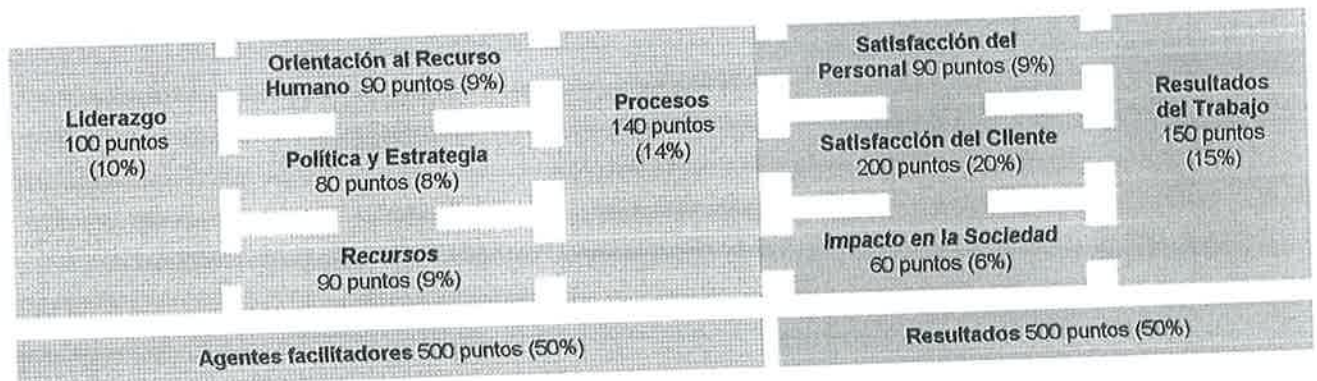 Liderazgo
100 puntos
(10%)
Orientación al Recurso
Humano 90 puntos (9%)
Política y Estrategia
80 puntos (8%)
Recursos
90 puntos (9%)
Procesos
140 puntos
(14%)
Satisfacción del
Personal 90 puntos (9%)
Satisfacción del Cliente
200 puntos (20%)
Impacto en la Sociedad
60 puntos (6%)
Resultados
del Trabajo
150 puntos
(15%)
Agentes facilitadores 500 puntos (50%)
Resultados 500 puntos (50%)